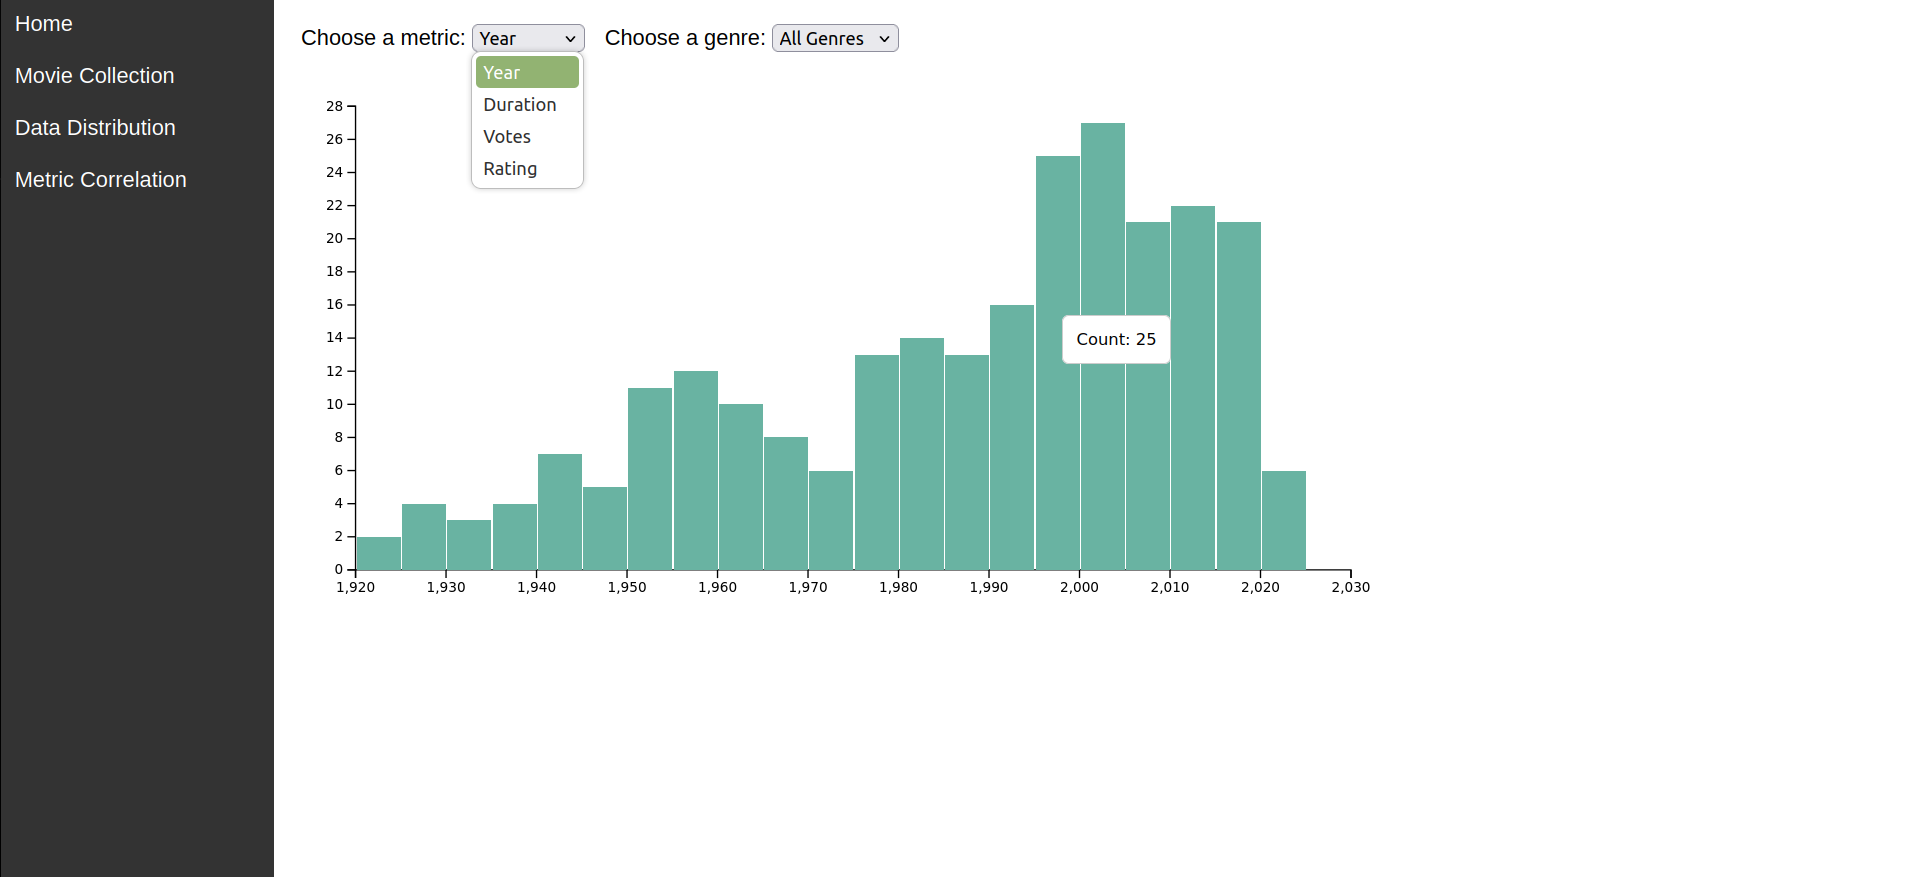 Home
Movie Collection
Data Distribution
Metric Correlation
Choose a metric: Year Choose a genre: All Genres
Year
Duration
Votes
Rating
28
26
24
22
20
18
16
14
12
10
8
6
4
2
0
Count: 25
1,920 1,930 1,940 1,950 1,960 1,970 1,980 1,990 2,000 2,010 2,020 2,030